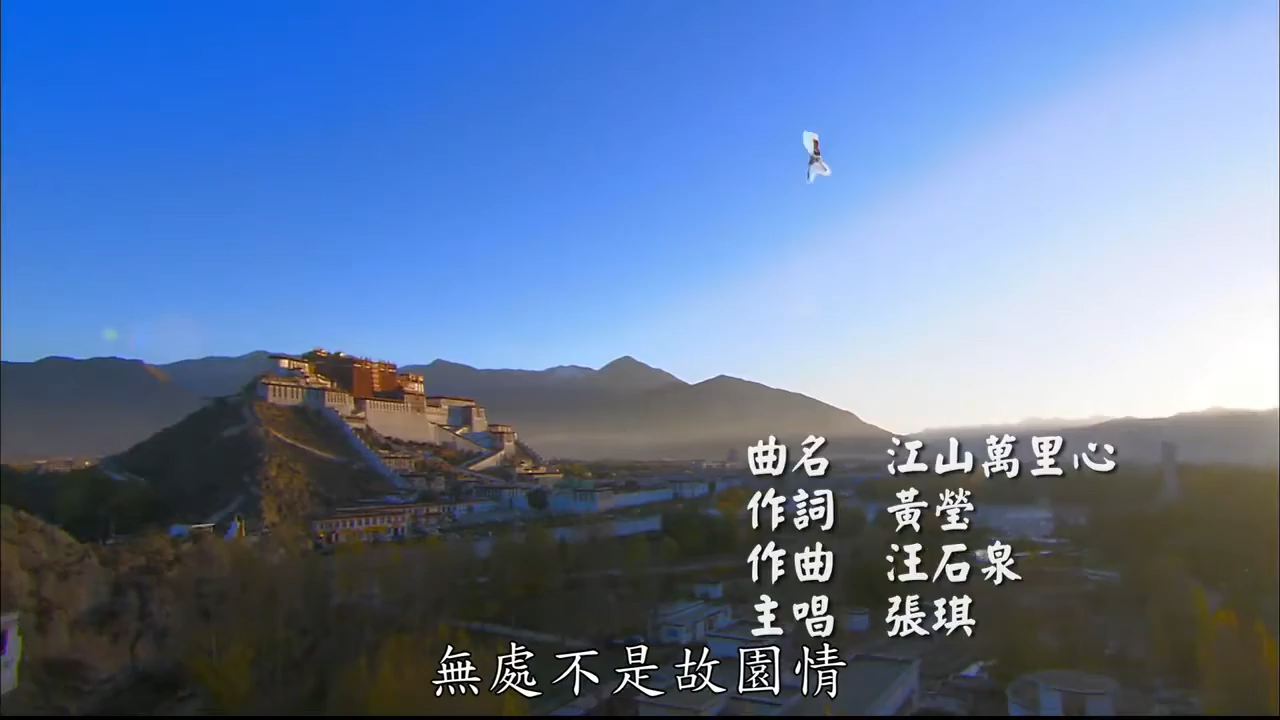 曲名 江山萬里心
作詞 黃瑩
作曲 汪石泉
主唱 張琪
無處不是故園情